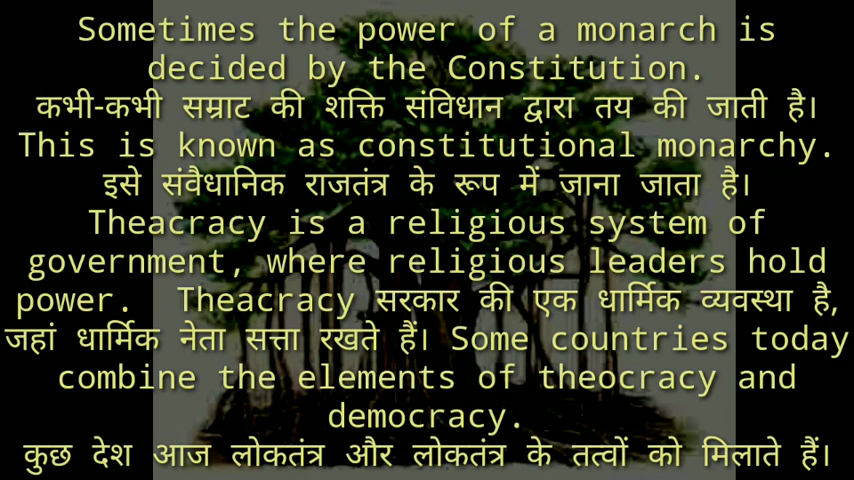 Sometimes the power of a monarch is
decided by the Constitution.
कभी-कभी सम्राट की शक्ति संविधान द्वारा तय की जाती है।
This is known as constitutional monarchy.
इसे संवैधानिक राजतंत्र के रूप में जाना जाता है।
Theacracy is a religious system of
government, where religious leaders hold
power. Theacracy सरकार की एक धार्मिक व्यवस्था है,
जहां धार्मिक नेता सत्ता रखते हैं। Some countries today
combine the elements of theocracy and
democracy.
कुछ देश आज लोकतंत्र और लोकतंत्र के तत्वों को मिलाते हैं।